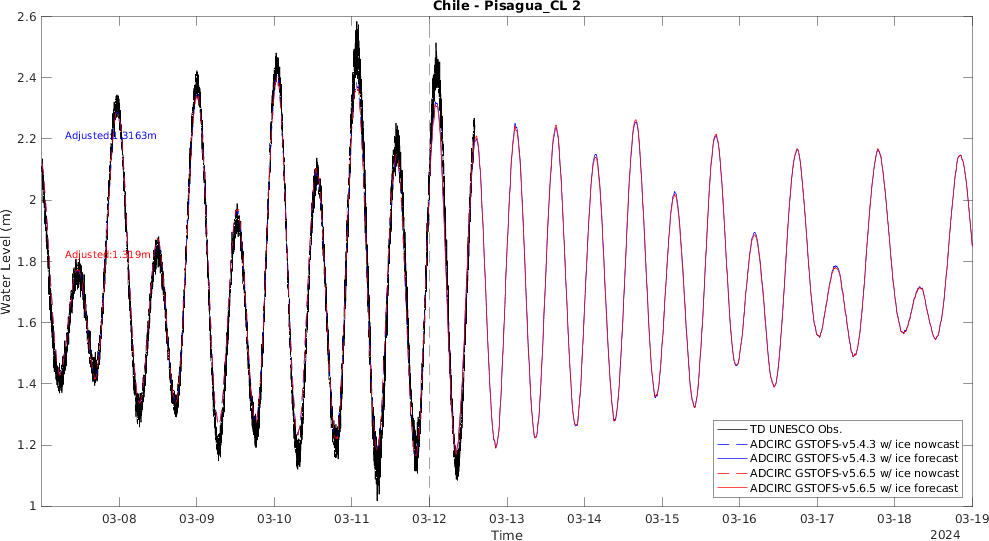 Chile - Pisagua_CL 2
2.6
2.4
2.2
2
1.8
1.6
1.4
1.2
1
Water Level (m)
Adjusted:1.3163m
Adjusted:1.319m
TD UNESCO Obs.
ADCIRC GSTOFS-v5.4.3 w/ ice nowcast
ADCIRC GSTOFS-v5.4.3 w/ ice forecast
ADCIRC GSTOFS-v5.6.5 w/ ice nowcast
ADCIRC GSTOFS-v5.6.5 w/ ice forecast
03-08 03-09 03-10 03-11 03-12 03-13 03-14 03-15 03-16 03-17 03-18 03-19
Time
2024